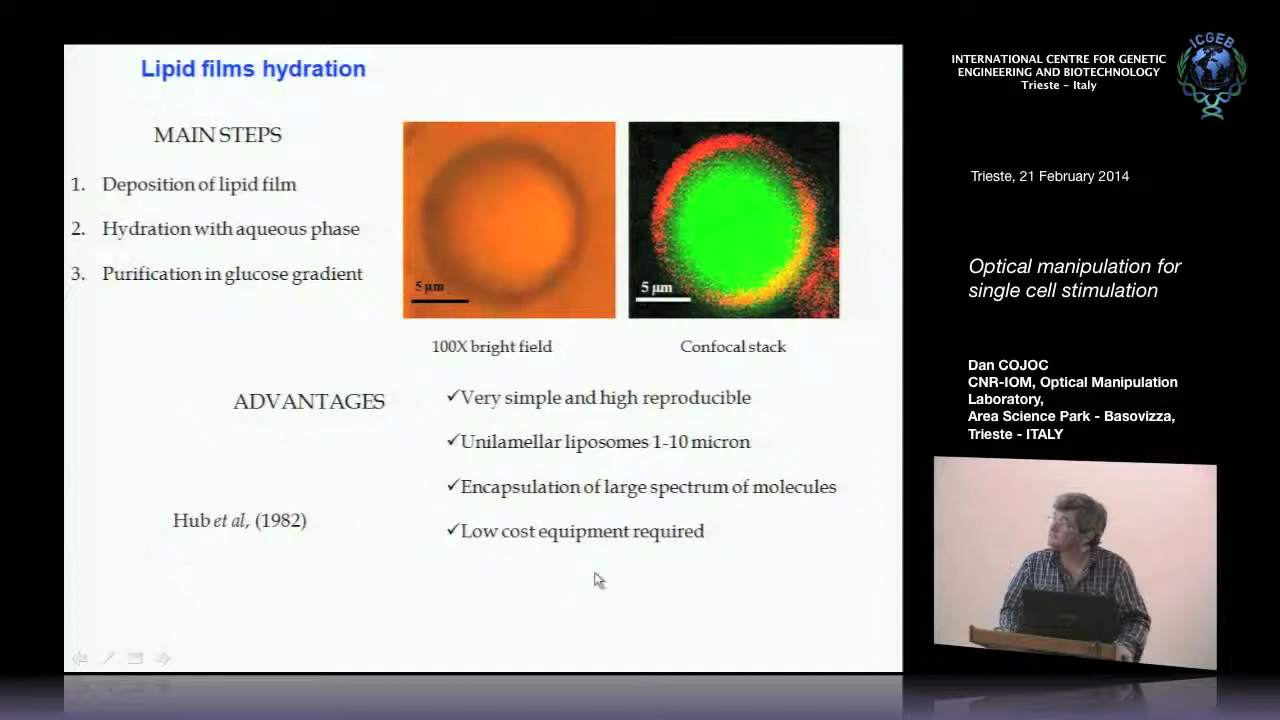 Lipid films hydration
MAIN STEPS
1. Deposition of lipid film
2. Hydration with aqueous phase
3. Purification in glucose gradient
5 µm
5 µm
100X bright field
Confocal stack
ADVANTAGES
✓Very simple and high reproducible
✓Unilamellar liposomes 1-10 micron
✓Encapsulation of large spectrum of molecules
✓Low cost equipment required
Hub et al, (1982)
INTERNATIONAL CENTRE FOR GENETIC
ENGINEERING AND BIOTECHNOLOGY
Trieste - Italy
ICGEB
Trieste, 21 February 2014
Optical manipulation for
single cell stimulation
Dan COJOC
CNR-IOM, Optical Manipulation
Laboratory,
Area Science Park - Basovizza,
Trieste - ITALY